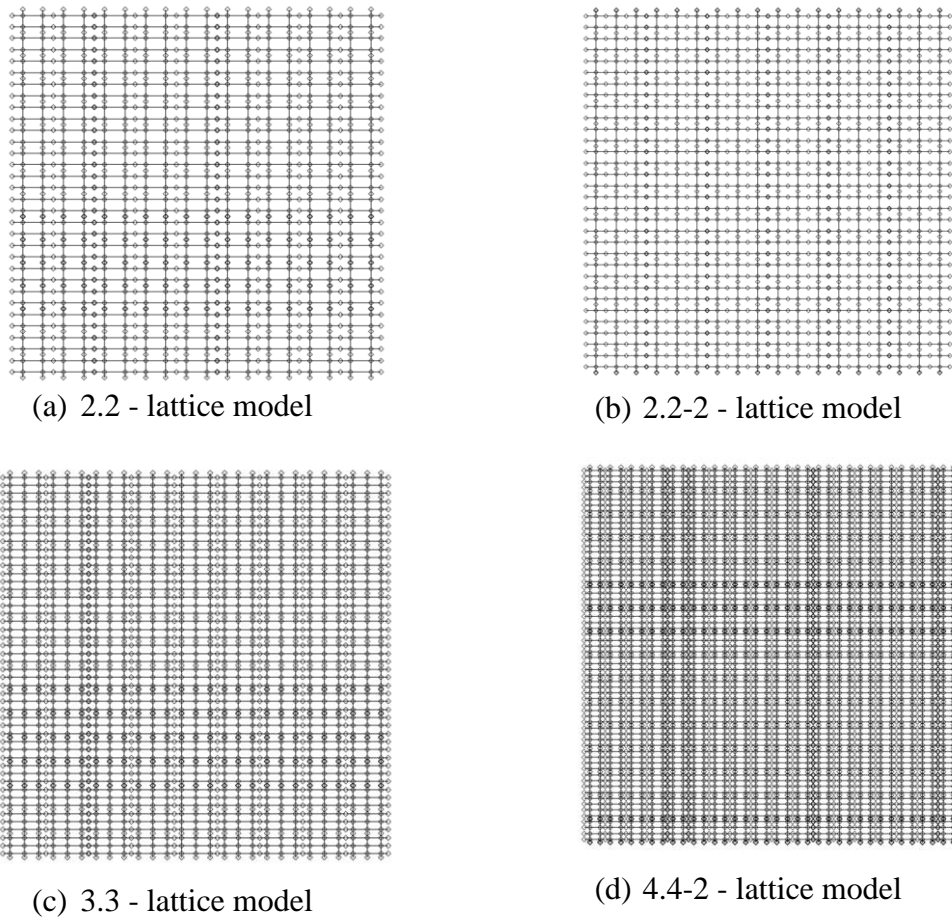 (a) 2.2 - lattice model
(b) 2.2-2 - lattice model
(c) 3.3 - lattice model
(d) 4.4-2 - lattice model